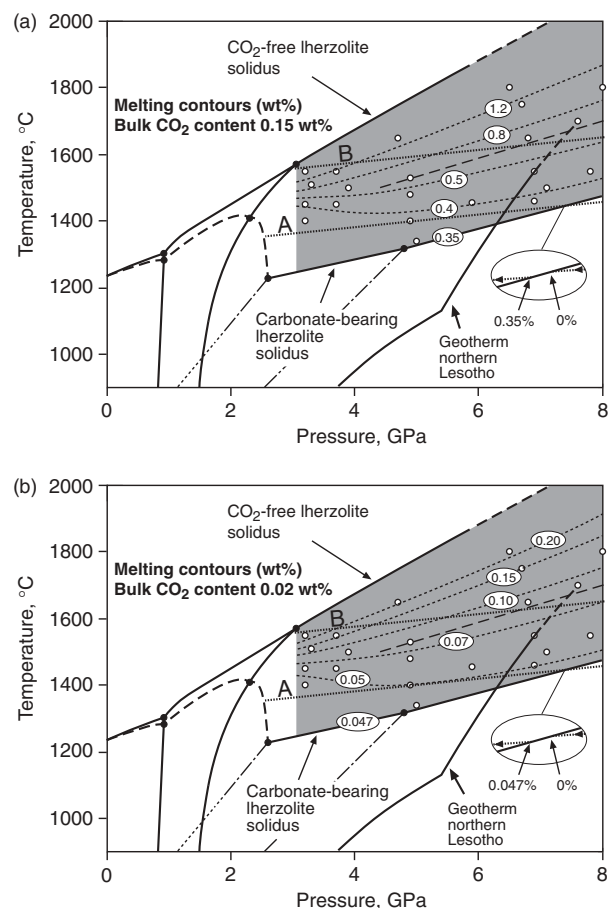 (a)
2000
1800
1600
1400
1200
1000
Temperature, °C
CO2-free lherzolite
solidus
Melting contours (wt%)
Bulk CO2 content 0.15 wt%
1.2
0.8
B
0.5
0.4
A
0.35
Carbonate-bearing
lherzolite
solidus
0.35%
0%
Geotherm
northern
Lesotho
0
2
4
6
8
Pressure, GPa
(b)
2000
1800
1600
1400
1200
1000
Temperature, °C
CO2-free lherzolite
solidus
Melting contours (wt%)
Bulk CO2 content 0.02 wt%
0.20
0.15
0.10
B
0.07
0.05
A
0.047
Carbonate-bearing
lherzolite
solidus
0.047%
0%
Geotherm
northern
Lesotho
0
2
4
6
8
Pressure, GPa